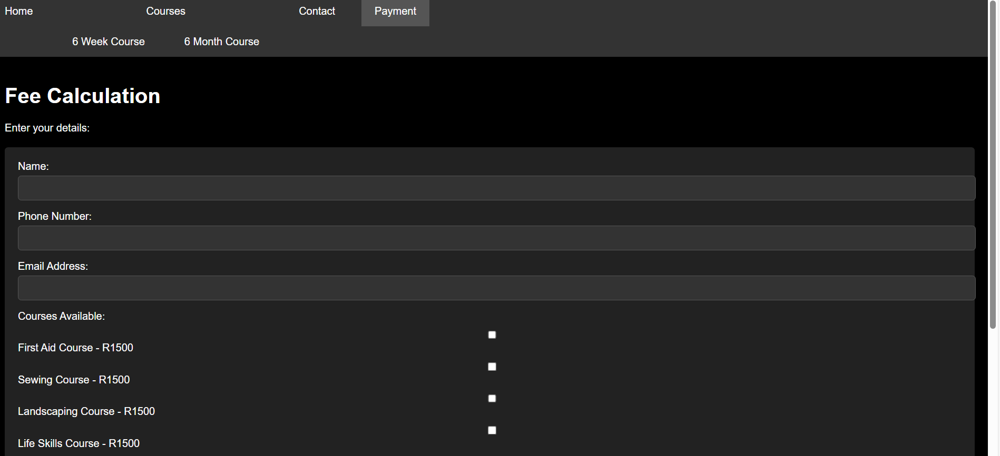 Home Courses Contact Payment
6 Week Course 6 Month Course
Fee Calculation
Enter your details:
Name:
Phone Number:
Email Address:
Courses Available:
First Aid Course - R1500
Sewing Course - R1500
Landscaping Course - R1500
Life Skills Course - R1500